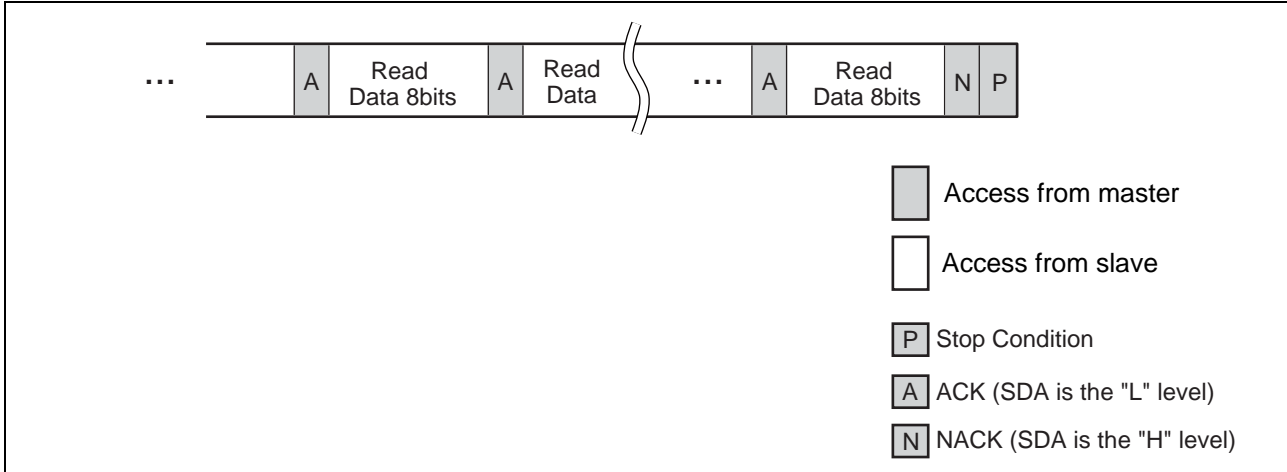 ... A Read Data 8bits A Read Data ... A Read Data 8bits N P
Access from master
Access from slave
P Stop Condition
A ACK (SDA is the "L" level)
N NACK (SDA is the "H" level)